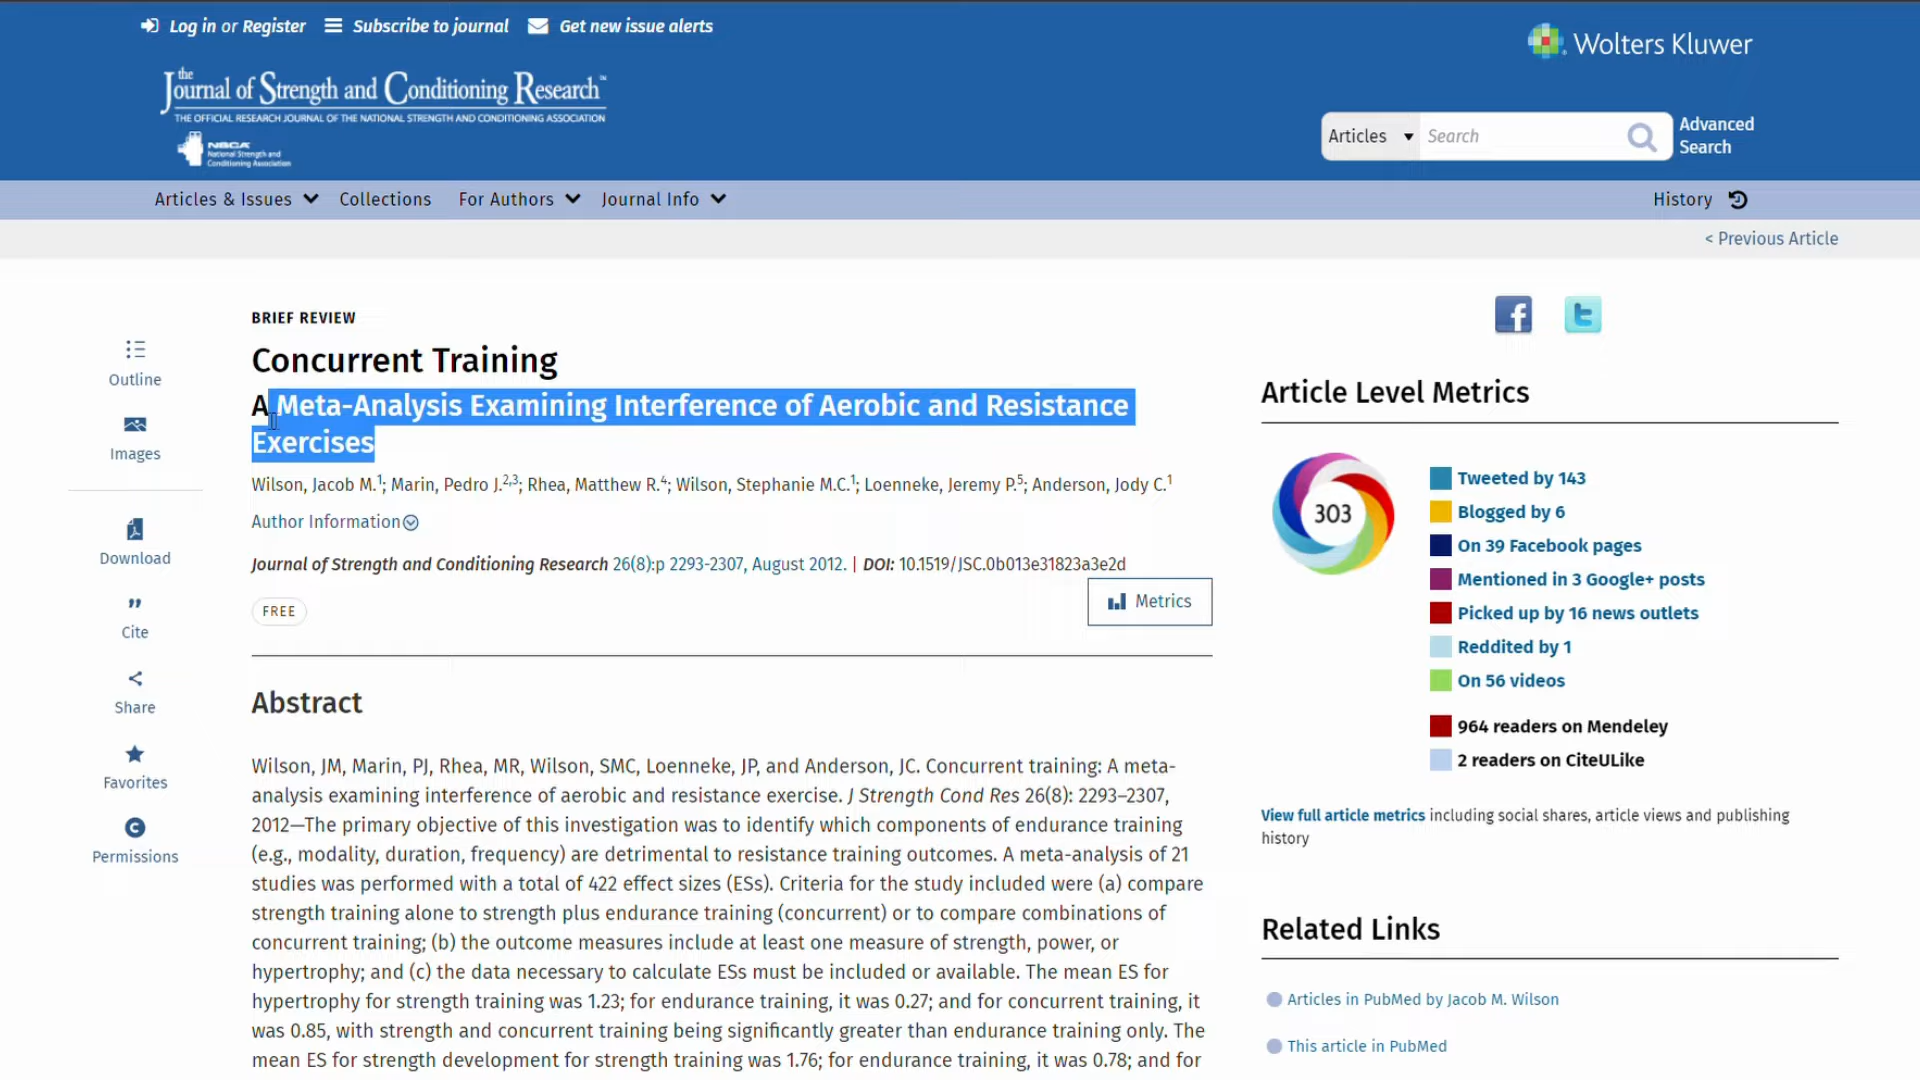 Log in or Register Subscribe to journal Get new issue alerts
Wolters Kluwer
the
Journal of Strength and Conditioning Research™
THE OFFICIAL RESEARCH JOURNAL OF THE NATIONAL STRENGTH AND CONDITIONING ASSOCIATION
NSCA
National Strength and
Conditioning Association
Articles Search
Advanced
Search
Articles & Issues Collections For Authors Journal Info History
< Previous Article
Outline
Images
Download
Cite
Share
Favorites
Permissions
BRIEF REVIEW
Concurrent Training
A Meta-Analysis Examining Interference of Aerobic and Resistance
Exercises
Wilson, Jacob M.1; Marin, Pedro J.2,3; Rhea, Matthew R.4; Wilson, Stephanie M.C.1; Loenneke, Jeremy P.5; Anderson, Jody C.1
Author Information
Journal of Strength and Conditioning Research 26(8):p 2293-2307, August 2012. | DOI: 10.1519/JSC.0b013e31823a3e2d
FREE
Metrics
Abstract
Wilson, JM, Marin, PJ, Rhea, MR, Wilson, SMC, Loenneke, JP, and Anderson, JC. Concurrent training: A meta-
analysis examining interference of aerobic and resistance exercise. J Strength Cond Res 26(8): 2293–2307,
2012—The primary objective of this investigation was to identify which components of endurance training
(e.g., modality, duration, frequency) are detrimental to resistance training outcomes. A meta-analysis of 21
studies was performed with a total of 422 effect sizes (ESs). Criteria for the study included were (a) compare
strength training alone to strength plus endurance training (concurrent) or to compare combinations of
concurrent training; (b) the outcome measures include at least one measure of strength, power, or
hypertrophy; and (c) the data necessary to calculate ESs must be included or available. The mean ES for
hypertrophy for strength training was 1.23; for endurance training, it was 0.27; and for concurrent training, it
was 0.85, with strength and concurrent training being significantly greater than endurance training only. The
mean ES for strength development for strength training was 1.76; for endurance training, it was 0.78; and for
Article Level Metrics
303
Tweeted by 143
Blogged by 6
On 39 Facebook pages
Mentioned in 3 Google+ posts
Picked up by 16 news outlets
Reddited by 1
On 56 videos
964 readers on Mendeley
2 readers on CiteULike
View full article metrics including social shares, article views and publishing
history
Related Links
Articles in PubMed by Jacob M. Wilson
This article in PubMed